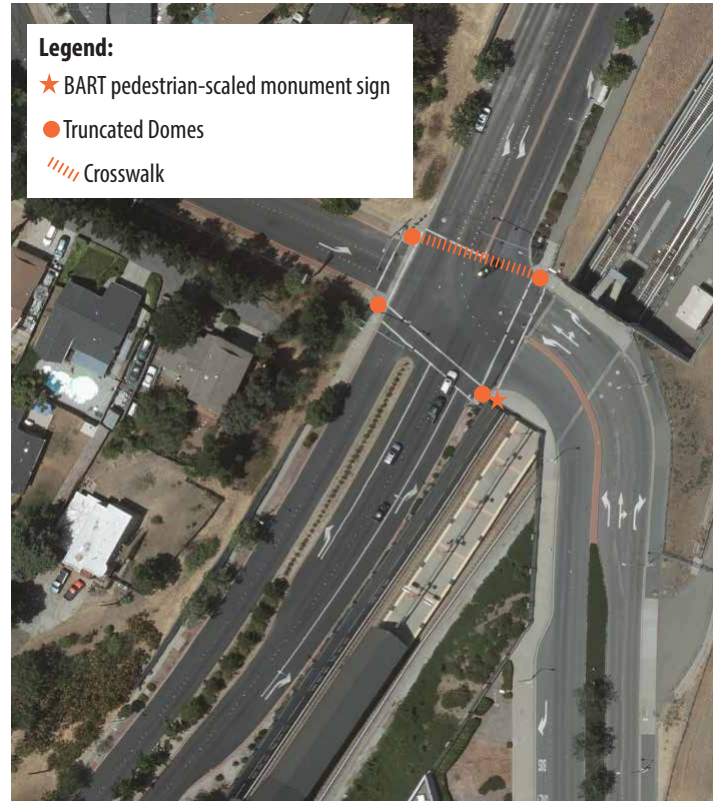 Legend:
BART pedestrian-scaled monument sign
Truncated Domes
Crosswalk